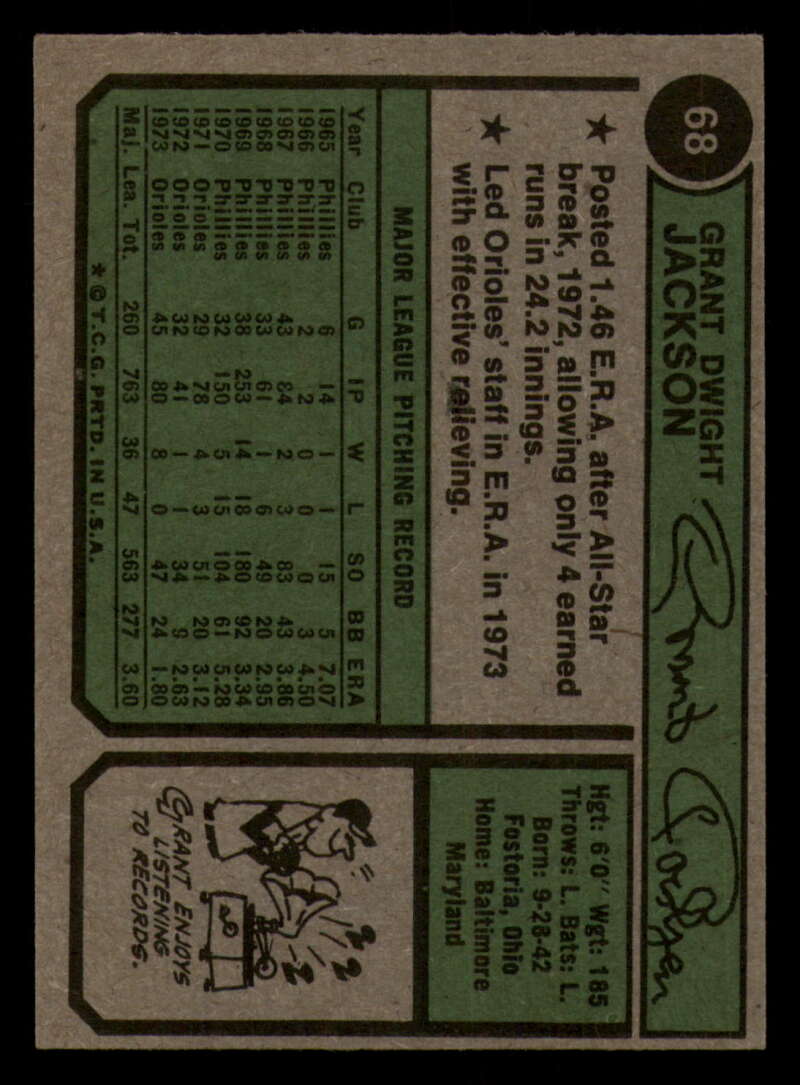 68
GRANT DWIGHT
JACKSON
Grant Jackson
★ Posted 1.46 E.R.A. after All-Star
break, 1972, allowing only 4 earned
runs in 24.2 innings.
★ Led Orioles' staff in E.R.A. in 1973
with effective relieving.
Hgt: 6'0" Wgt: 185
Throws: L. Bats: L.
Born: 9-28-42
Fostoria, Ohio
Home: Baltimore
Maryland
MAJOR LEAGUE PITCHING RECORD
Year Club G IP W L SO BB ERA
1965 Phillies 6 14 1 1 15 5 7.07
1966 Phillies 2 2 0 0 0 3 4.50
1967 Phillies 43 84 2 3 83 43 3.86
1968 Phillies 33 61 1 6 49 20 2.95
1969 Phillies 38 253 14 18 180 92 3.34
1970 Phillies 32 150 5 15 104 61 5.28
1971 Orioles 29 78 4 3 51 20 3.12
1972 Orioles 32 41 1 1 34 9 2.63
1973 Orioles 45 80 8 0 47 24 1.80
Maj. Lea. Tot. 260 763 36 47 563 277 3.60
★ © T.C.G. PRTD. IN U.S.A.
GRANT ENJOYS
LISTENING
TO RECORDS.